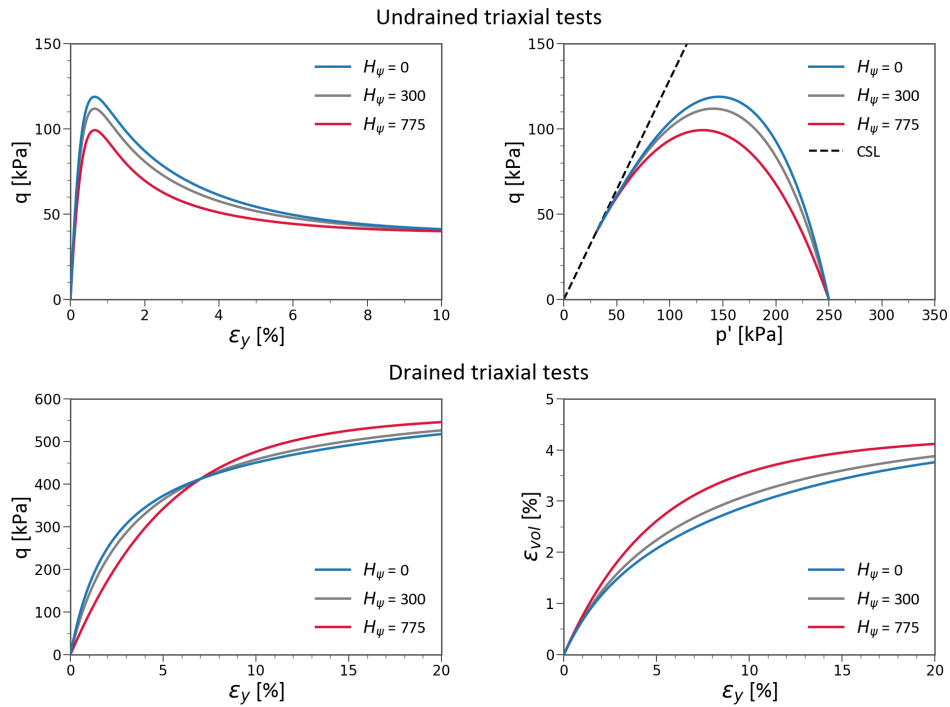 Undrained triaxial tests
150
100
50
0
q [kPa]
0
2
4
6
8
10
εy [%]
Hψ = 0
Hψ = 300
Hψ = 775
150
100
50
0
q [kPa]
0
50
100
150
200
250
300
350
p' [kPa]
Hψ = 0
Hψ = 300
Hψ = 775
CSL
Drained triaxial tests
600
500
400
300
200
100
0
q [kPa]
0
5
10
15
20
εy [%]
Hψ = 0
Hψ = 300
Hψ = 775
5
4
3
2
1
0
εvol [%]
0
5
10
15
20
εy [%]
Hψ = 0
Hψ = 300
Hψ = 775